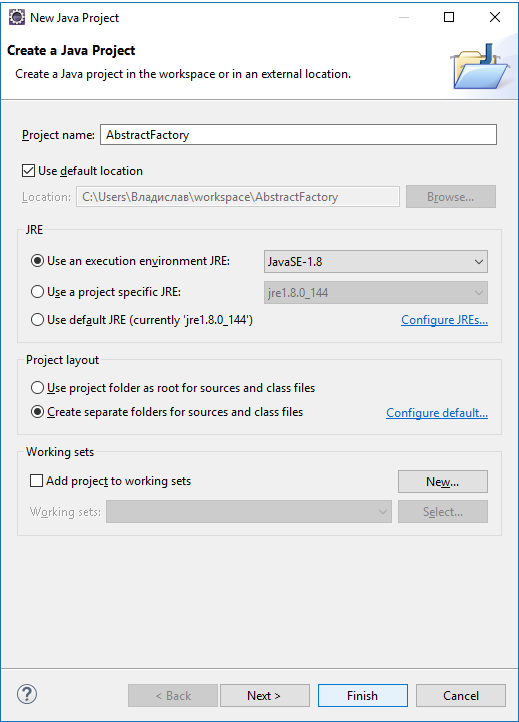 New Java Project
Create a Java Project
Create a Java project in the workspace or in an external location.
Project name: AbstractFactory
Use default location
Location: C:\Users\Владислав\workspace\AbstractFactory Browse...
JRE
Use an execution environment JRE: JavaSE-1.8
Use a project specific JRE: jre1.8.0_144
Use default JRE (currently 'jre1.8.0_144') Configure JREs...
Project layout
Use project folder as root for sources and class files
Create separate folders for sources and class files Configure default...
Working sets
Add project to working sets New...
Working sets: Select...
? < Back Next > Finish Cancel